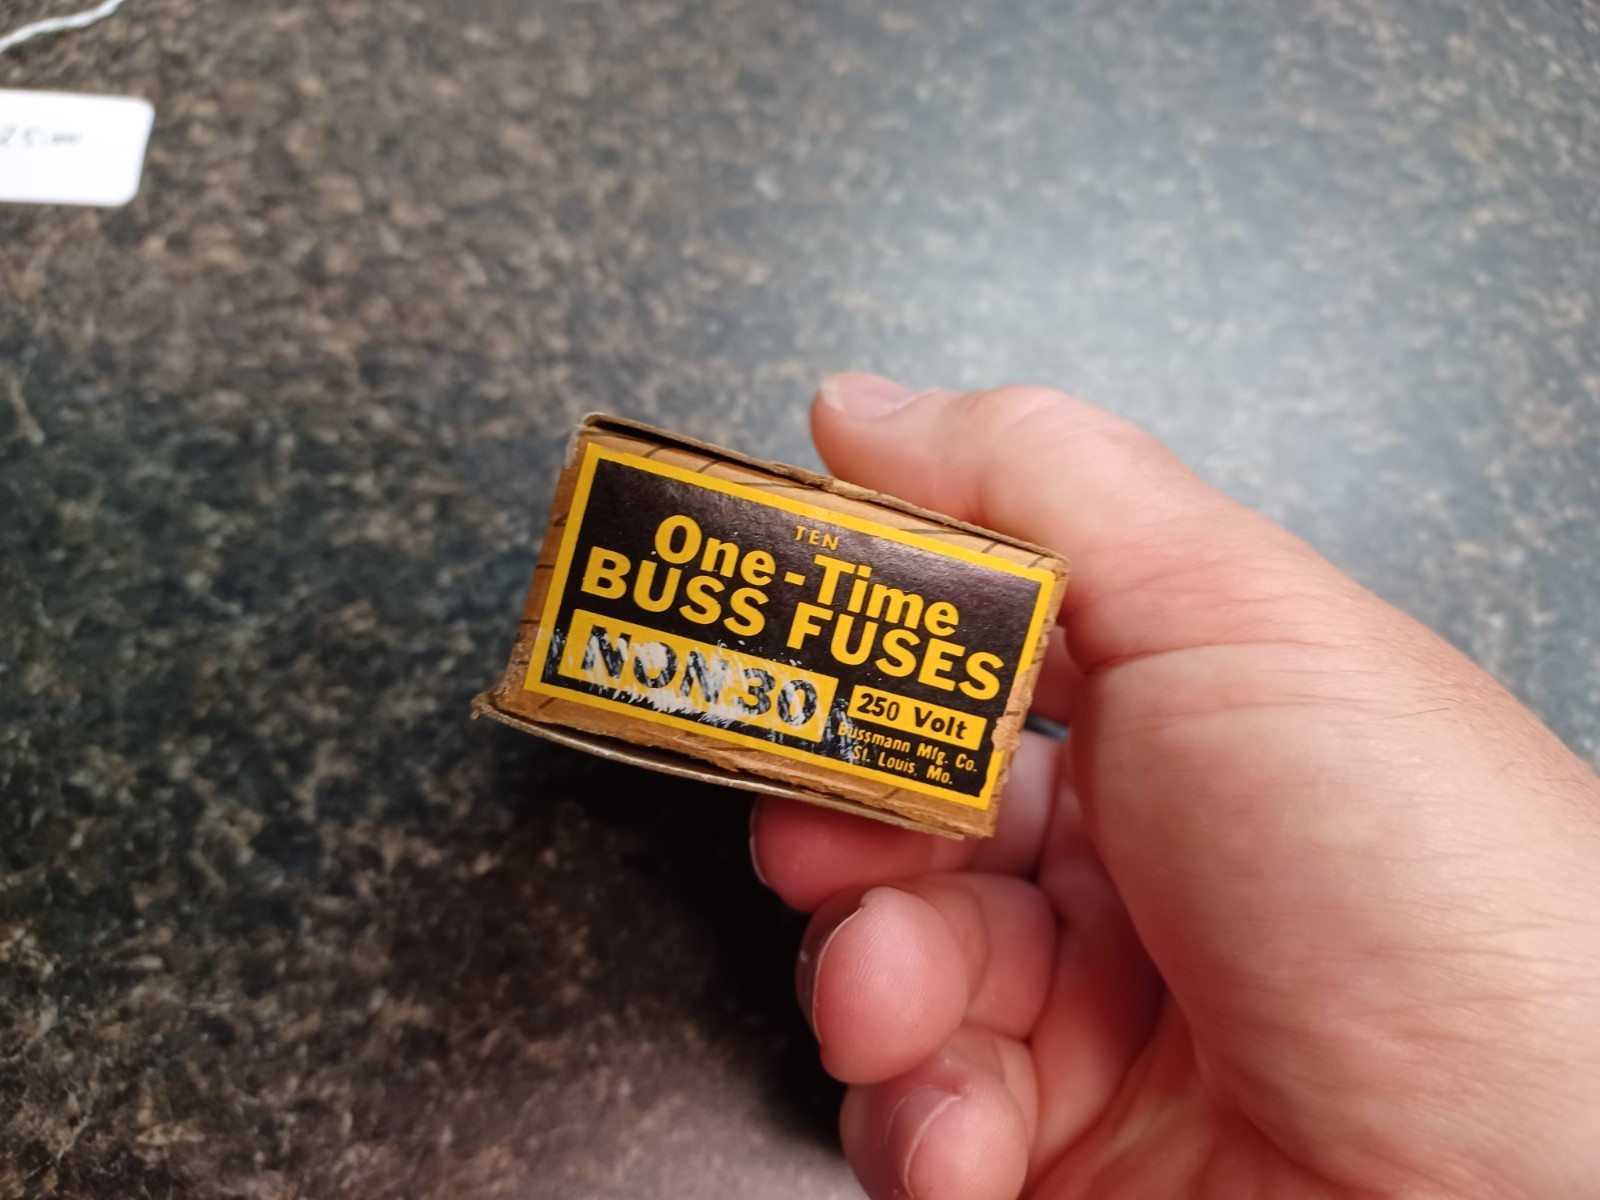 TEN
One-Time
BUSS FUSES
NON 30
250 Volt
Bussmann Mfg. Co.
St. Louis, Mo.